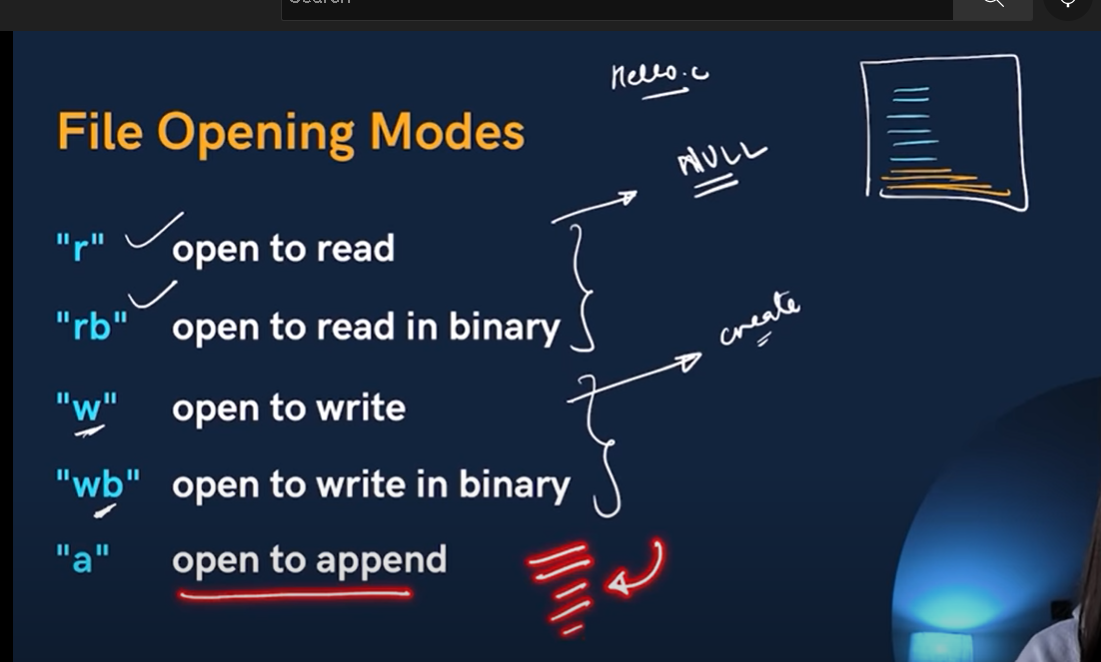 Search
Hello.c
File Opening Modes
NULL
"r" open to read
"rb" open to read in binary
create
"w" open to write
"wb" open to write in binary
"a" open to append